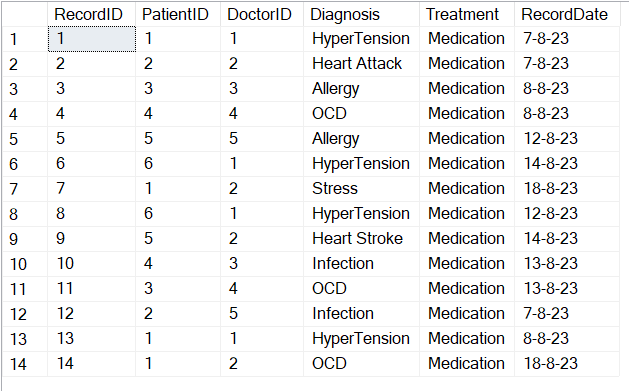 RecordID PatientID DoctorID Diagnosis Treatment RecordDate
1 1 1 1 HyperTension Medication 7-8-23
2 2 2 2 Heart Attack Medication 7-8-23
3 3 3 3 Allergy Medication 8-8-23
4 4 4 4 OCD Medication 8-8-23
5 5 5 5 Allergy Medication 12-8-23
6 6 6 1 HyperTension Medication 14-8-23
7 7 1 2 Stress Medication 18-8-23
8 8 6 1 HyperTension Medication 12-8-23
9 9 5 2 Heart Stroke Medication 14-8-23
10 10 4 3 Infection Medication 13-8-23
11 11 3 4 OCD Medication 13-8-23
12 12 2 5 Infection Medication 7-8-23
13 13 1 1 HyperTension Medication 8-8-23
14 14 1 2 OCD Medication 18-8-23